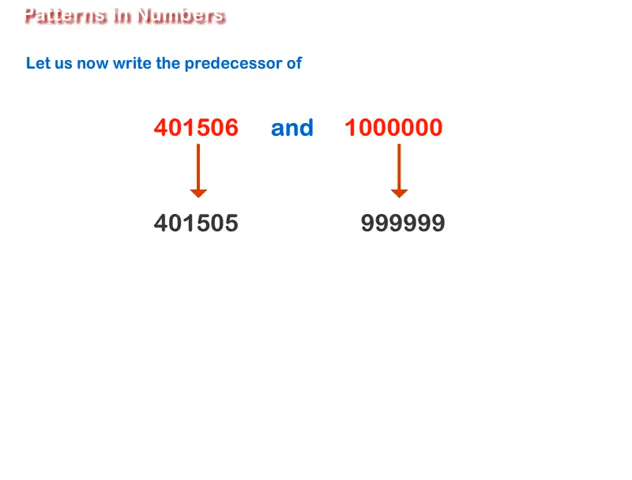 Patterns in Numbers
Let us now write the predecessor of
401506 and 1000000
401505 999999